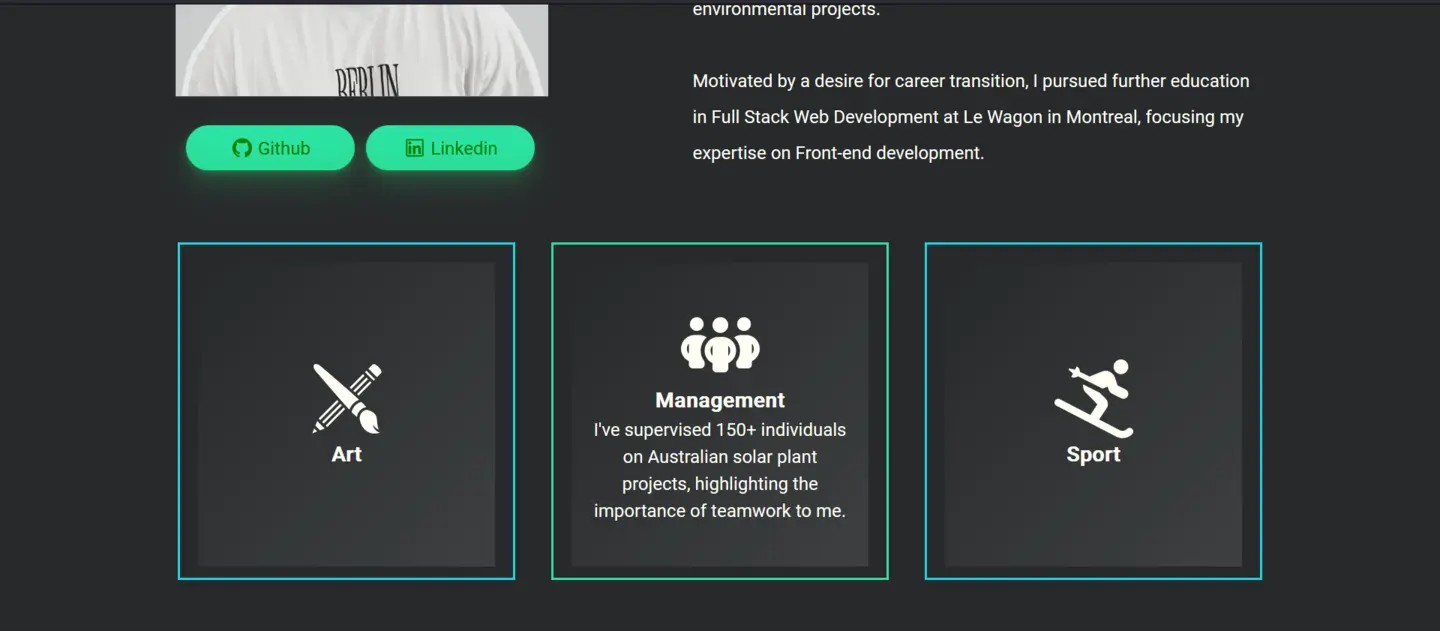 environmental projects.
BERLIN
Motivated by a desire for career transition, I pursued further education
in Full Stack Web Development at Le Wagon in Montreal, focusing my
expertise on Front-end development.
Github
Linkedin
Art
Management
I've supervised 150+ individuals
on Australian solar plant
projects, highlighting the
importance of teamwork to me.
Sport